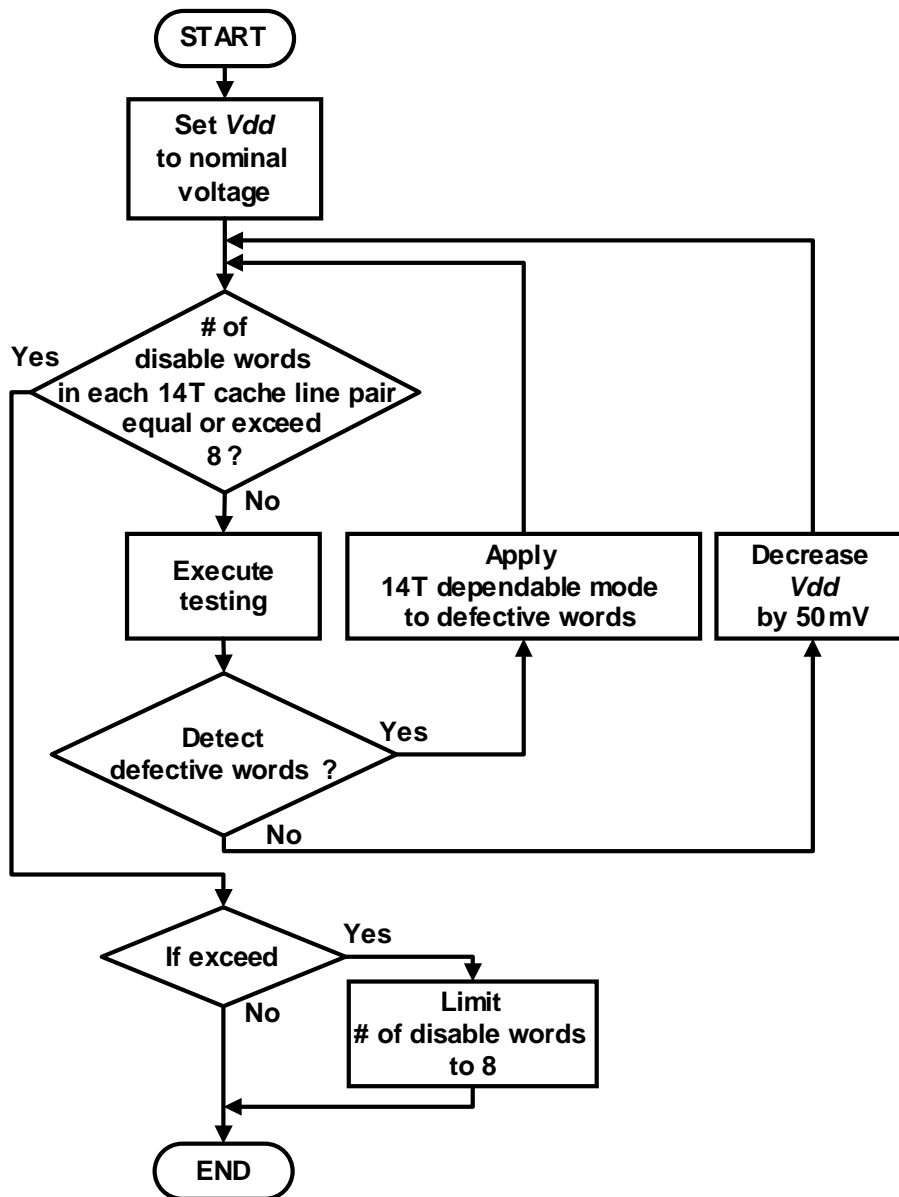 START
Set Vdd
to nominal
voltage
# of
disable words
in each 14T cache line pair
equal or exceed
8 ?
Yes
No
Execute
testing
Apply
14T dependable mode
to defective words
Decrease
Vdd
by 50 mV
Detect
defective words ?
Yes
No
If exceed
Yes
No
Limit
# of disable words
to 8
END